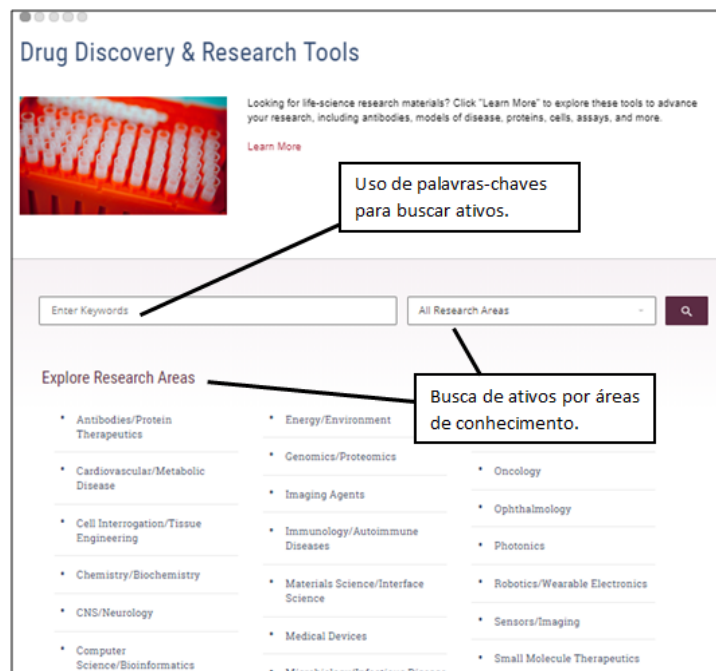 Drug Discovery & Research Tools
Looking for life-science research materials? Click "Learn More" to explore these tools to advance
your research, including antibodies, models of disease, proteins, cells, assays, and more.
Learn More
Uso de palavras-chaves
para buscar ativos.
Enter Keywords
All Research Areas
Explore Research Areas
Busca de ativos por áreas
de conhecimento.
Antibodies/Protein
Therapeutics
Cardiovascular/Metabolic
Disease
Cell Interrogation/Tissue
Engineering
Chemistry/Biochemistry
CNS/Neurology
Computer
Science/Bioinformatics
Energy/Environment
Genomics/Proteomics
Imaging Agents
Immunology/Autoimmune
Diseases
Materials Science/Interface
Science
Medical Devices
Microbiology/Infectious Disease
Oncology
Ophthalmology
Photonics
Robotics/Wearable Electronics
Sensors/Imaging
Small Molecule Therapeutics